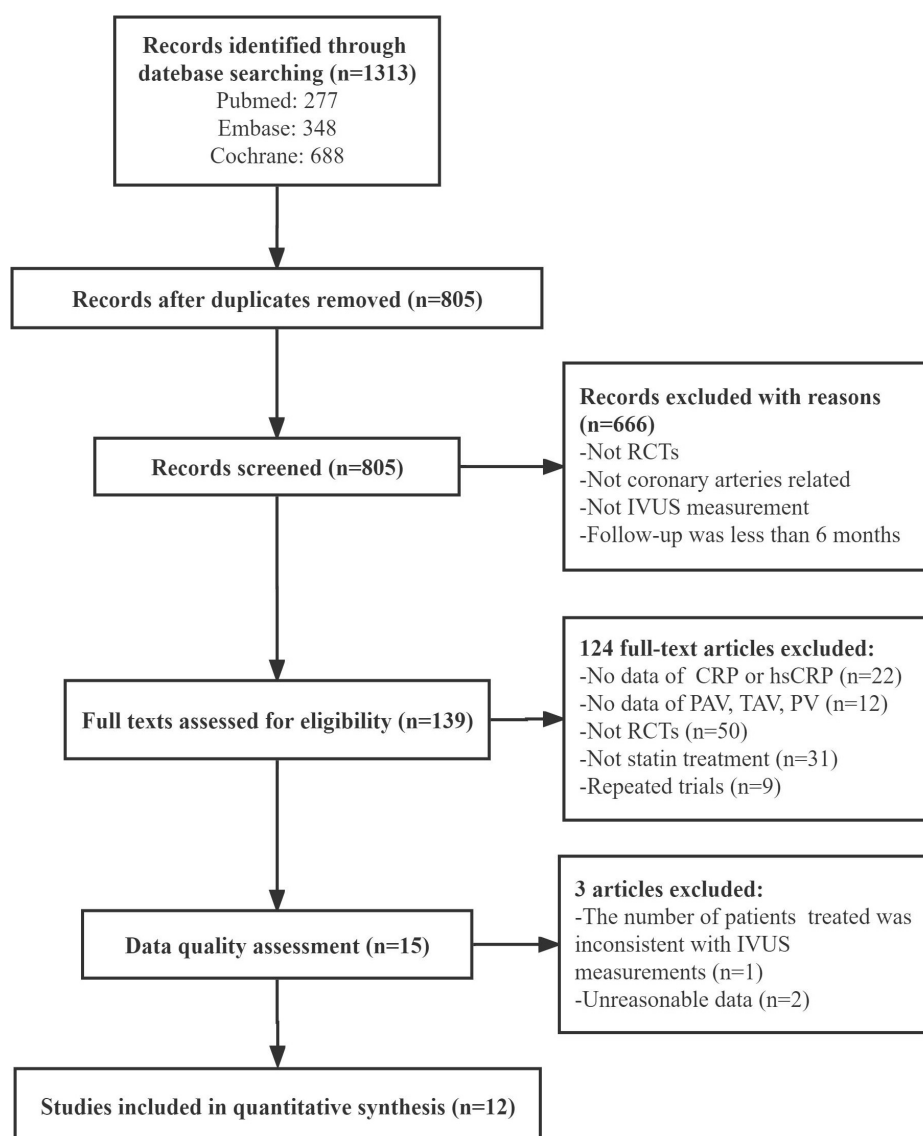 Records identified through
datebase searching (n=1313)
Pubmed: 277
Embase: 348
Cochrane: 688
Records after duplicates removed (n=805)
Records screened (n=805)
Records excluded with reasons
(n=666)
-Not RCTs
-Not coronary arteries related
-Not IVUS measurement
-Follow-up was less than 6 months
Full texts assessed for eligibility (n=139)
124 full-text articles excluded:
-No data of CRP or hsCRP (n=22)
-No data of PAV, TAV, PV (n=12)
-Not RCTs (n=50)
-Not statin treatment (n=31)
-Repeated trials (n=9)
Data quality assessment (n=15)
3 articles excluded:
-The number of patients treated was
inconsistent with IVUS
measurements (n=1)
-Unreasonable data (n=2)
Studies included in quantitative synthesis (n=12)